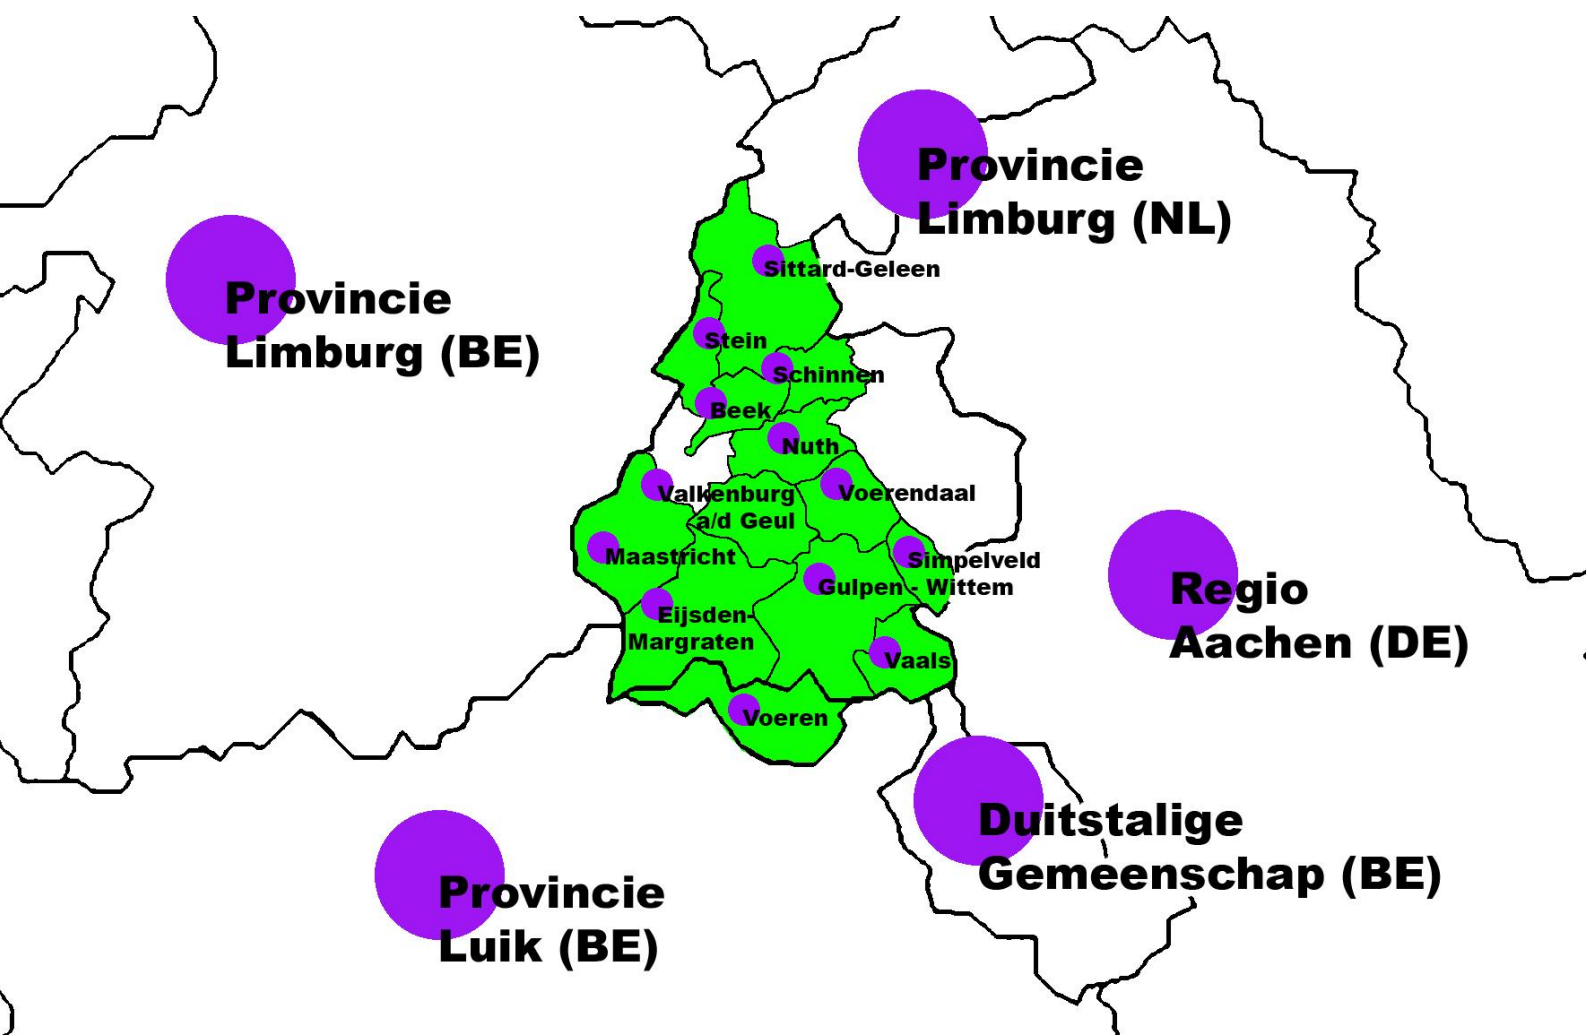 Provincie
Limburg (NL)
Provincie
Limburg (BE)
Sittard-Geleen
Stein
Schinnen
Beek
Nuth
Valkenburg
a/d Geul
Voerendaal
Maastricht
Simpelveld
Gulpen - Wittem
Eijsden-
Margraten
Vaals
Voeren
Regio
Aachen (DE)
Duitstalige
Gemeenschap (BE)
Provincie
Luik (BE)